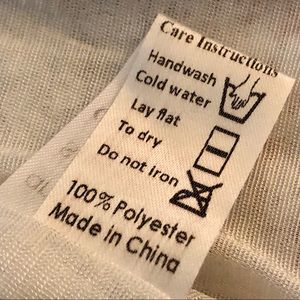 Care Instructions
Handwash
Cold water
Lay flat
To dry
Do not iron
100% Polyester
Made in China